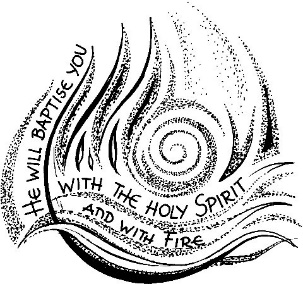 HE WILL BAPTISE YOU
WITH THE HOLY SPIRIT
AND WITH FIRE